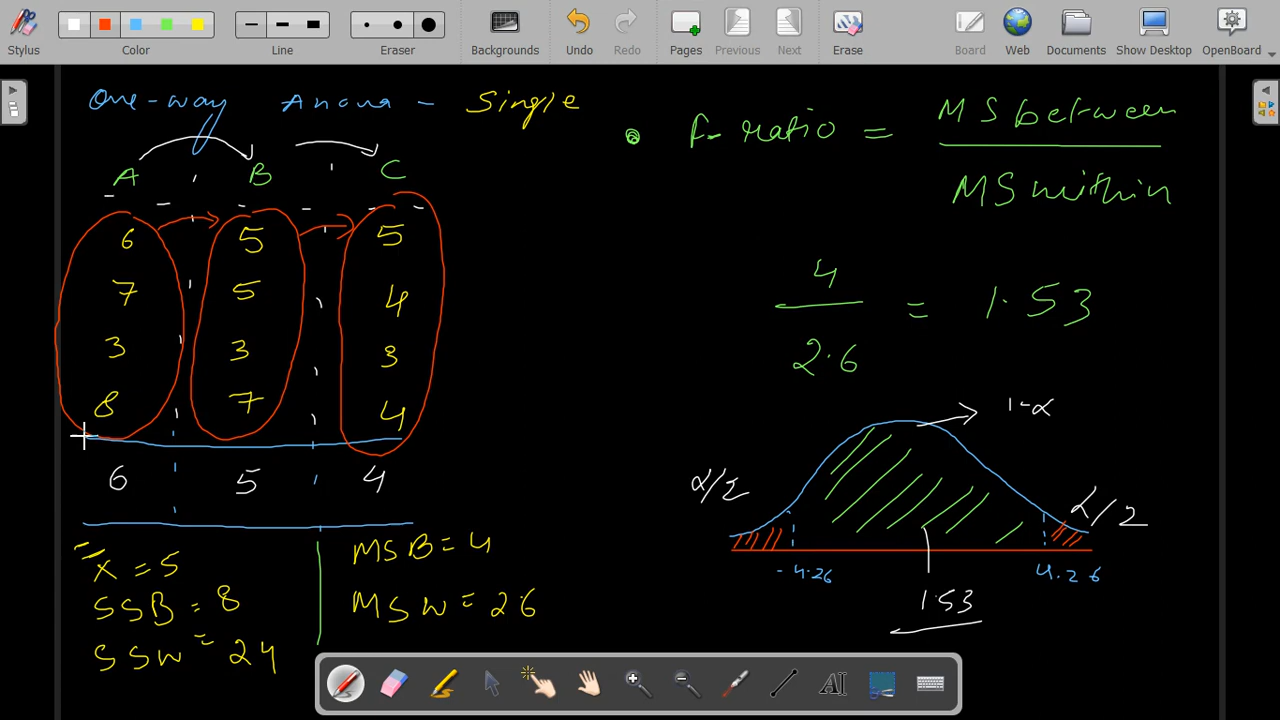 Stylus Color Line Eraser Backgrounds Undo Redo Pages Previous Next Erase Board Web Documents Show Desktop OpenBoard
One-way Anova - Single
A B C
6 5 5
7 5 4
3 3 3
8 7 4
6 5 4
X = 5
SSB = 8
SSW = 24
MSB = 4
MSW = 2.6
F-ratio = MS between
MS within
4
2.6
= 1.53
1-α
α/2
α/2
-4.26
4.26
1.53